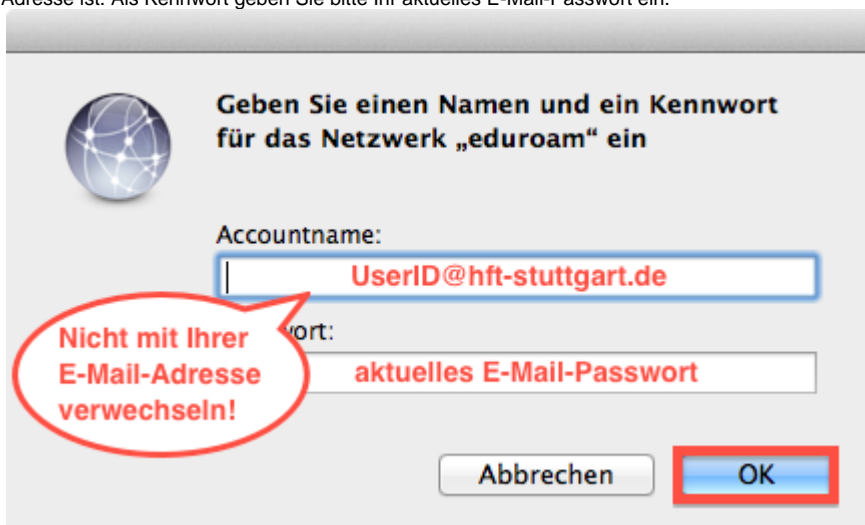 Adresse ist. Als Kennwort geben Sie bitte Ihr aktuelles E-Mail-Passwort ein.
Geben Sie einen Namen und ein Kennwort
für das Netzwerk „eduroam“ ein
Accountname:
UserID@hft-stuttgart.de
Nicht mit Ihrer
E-Mail-Adresse
verwechseln!
wort:
aktuelles E-Mail-Passwort
Abbrechen
OK